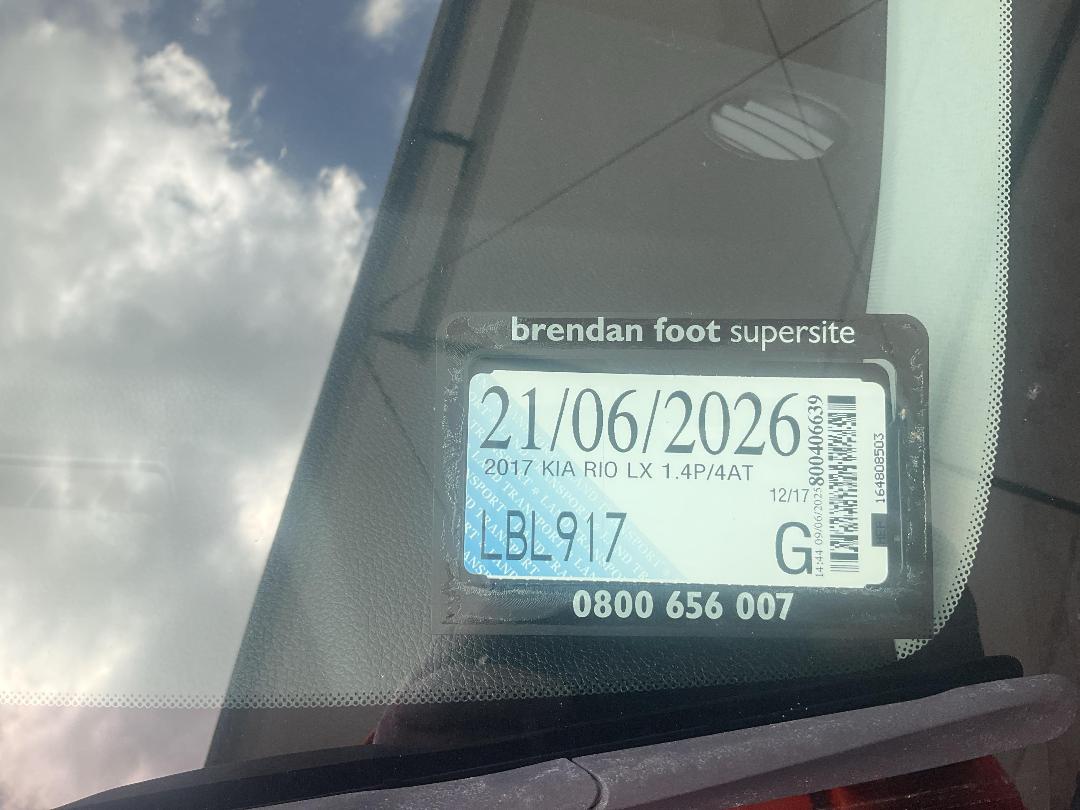 brendan foot supersite
21/06/2026
2017 KIA RIO LX 1.4P/4AT
12/17
LBL917
G
14:44 09/06/2025
800406639
164808503
0800 656 007